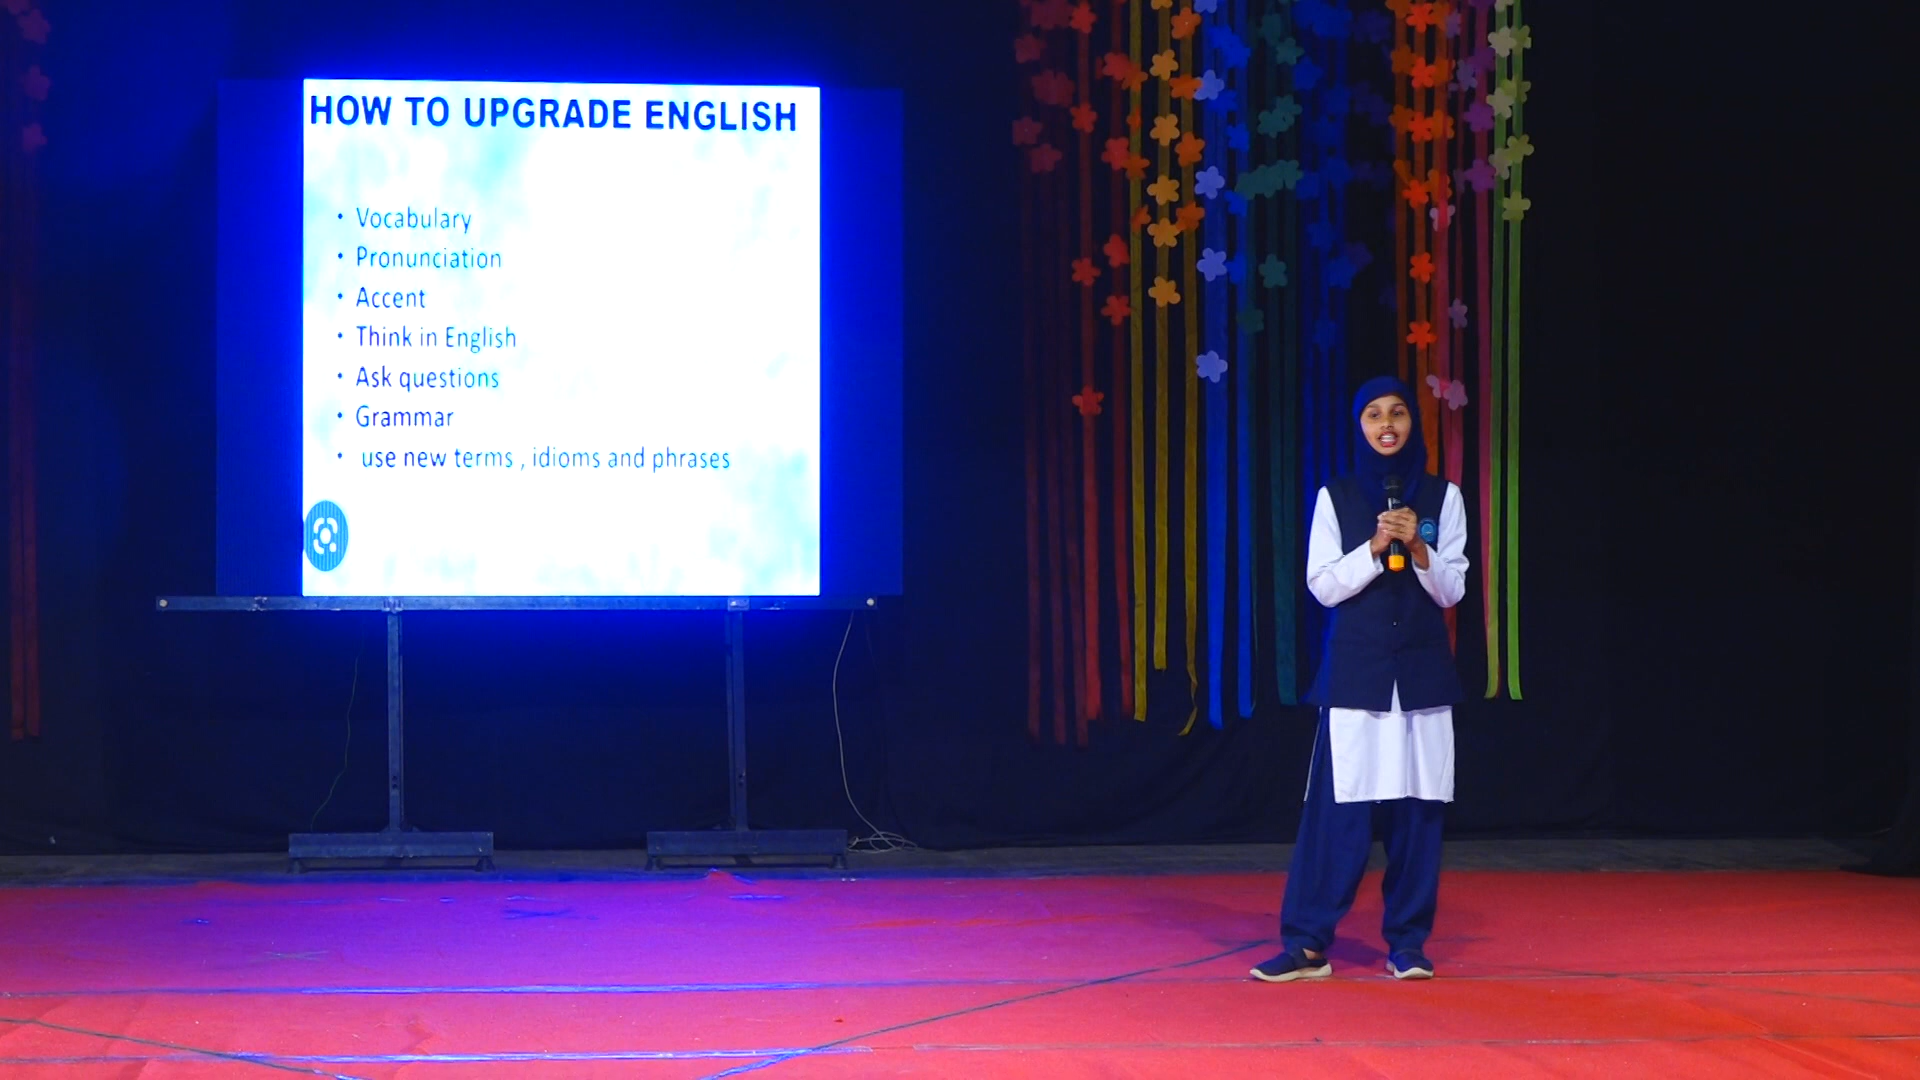 HOW TO UPGRADE ENGLISH
• Vocabulary
• Pronunciation
• Accent
• Think in English
• Ask questions
• Grammar
• use new terms , idioms and phrases